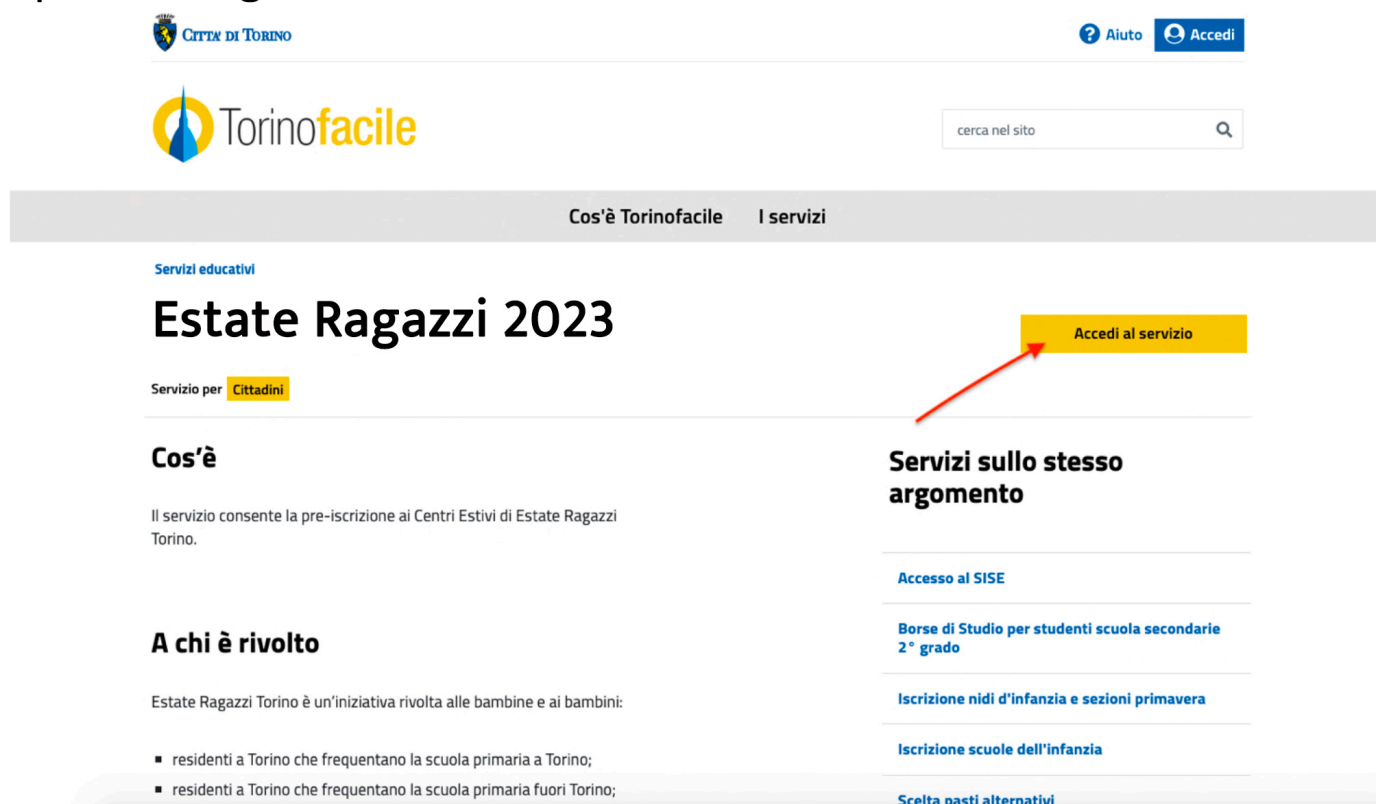 CITTA' DI TORINO
Aiuto
Accedi
Torinofacile
cerca nel sito
Cos'è Torinofacile
I servizi
Servizi educativi
Estate Ragazzi 2023
Accedi al servizio
Servizio per Cittadini
Cos'è
Il servizio consente la pre-iscrizione ai Centri Estivi di Estate Ragazzi
Torino.
A chi è rivolto
Estate Ragazzi Torino è un'iniziativa rivolta alle bambine e ai bambini:
▪ residenti a Torino che frequentano la scuola primaria a Torino;
▪ residenti a Torino che frequentano la scuola primaria fuori Torino;
Servizi sullo stesso
argomento
Accesso al SISE
Borse di Studio per studenti scuola secondarie
2° grado
Iscrizione nidi d'infanzia e sezioni primavera
Iscrizione scuole dell'infanzia
Scelta pasti alternativi